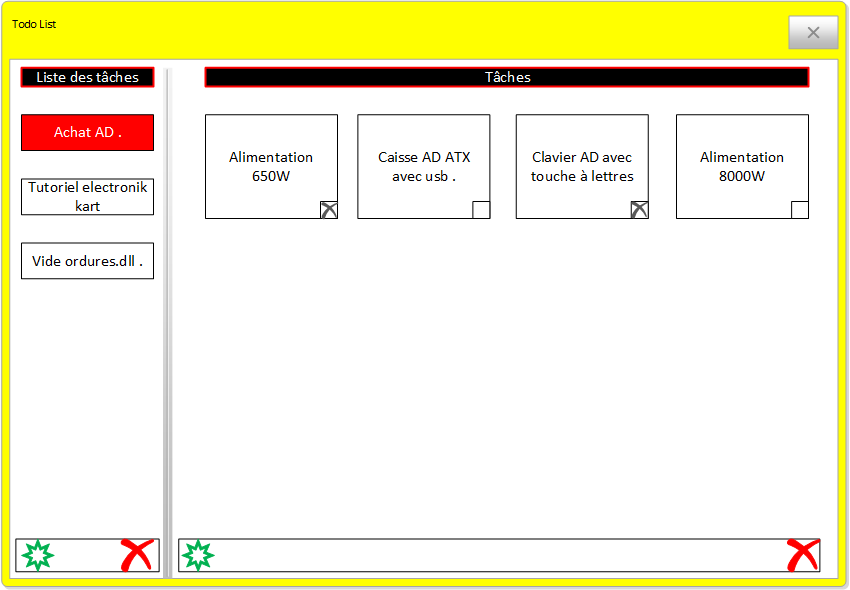 Todo List
Liste des tâches
Tâches
Achat AD .
Tutoriel electronik
kart
Vide ordures.dll .
Alimentation
650W
Caisse AD ATX
avec usb .
Clavier AD avec
touche à lettres
Alimentation
8000W